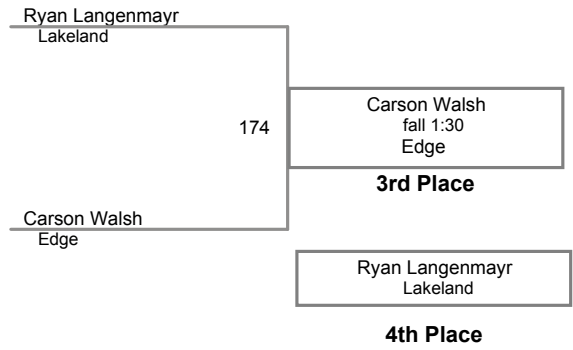 Ryan Langenmayr
Lakeland
174
Carson Walsh
fall 1:30
Edge
3rd Place
Carson Walsh
Edge
Ryan Langenmayr
Lakeland
4th Place